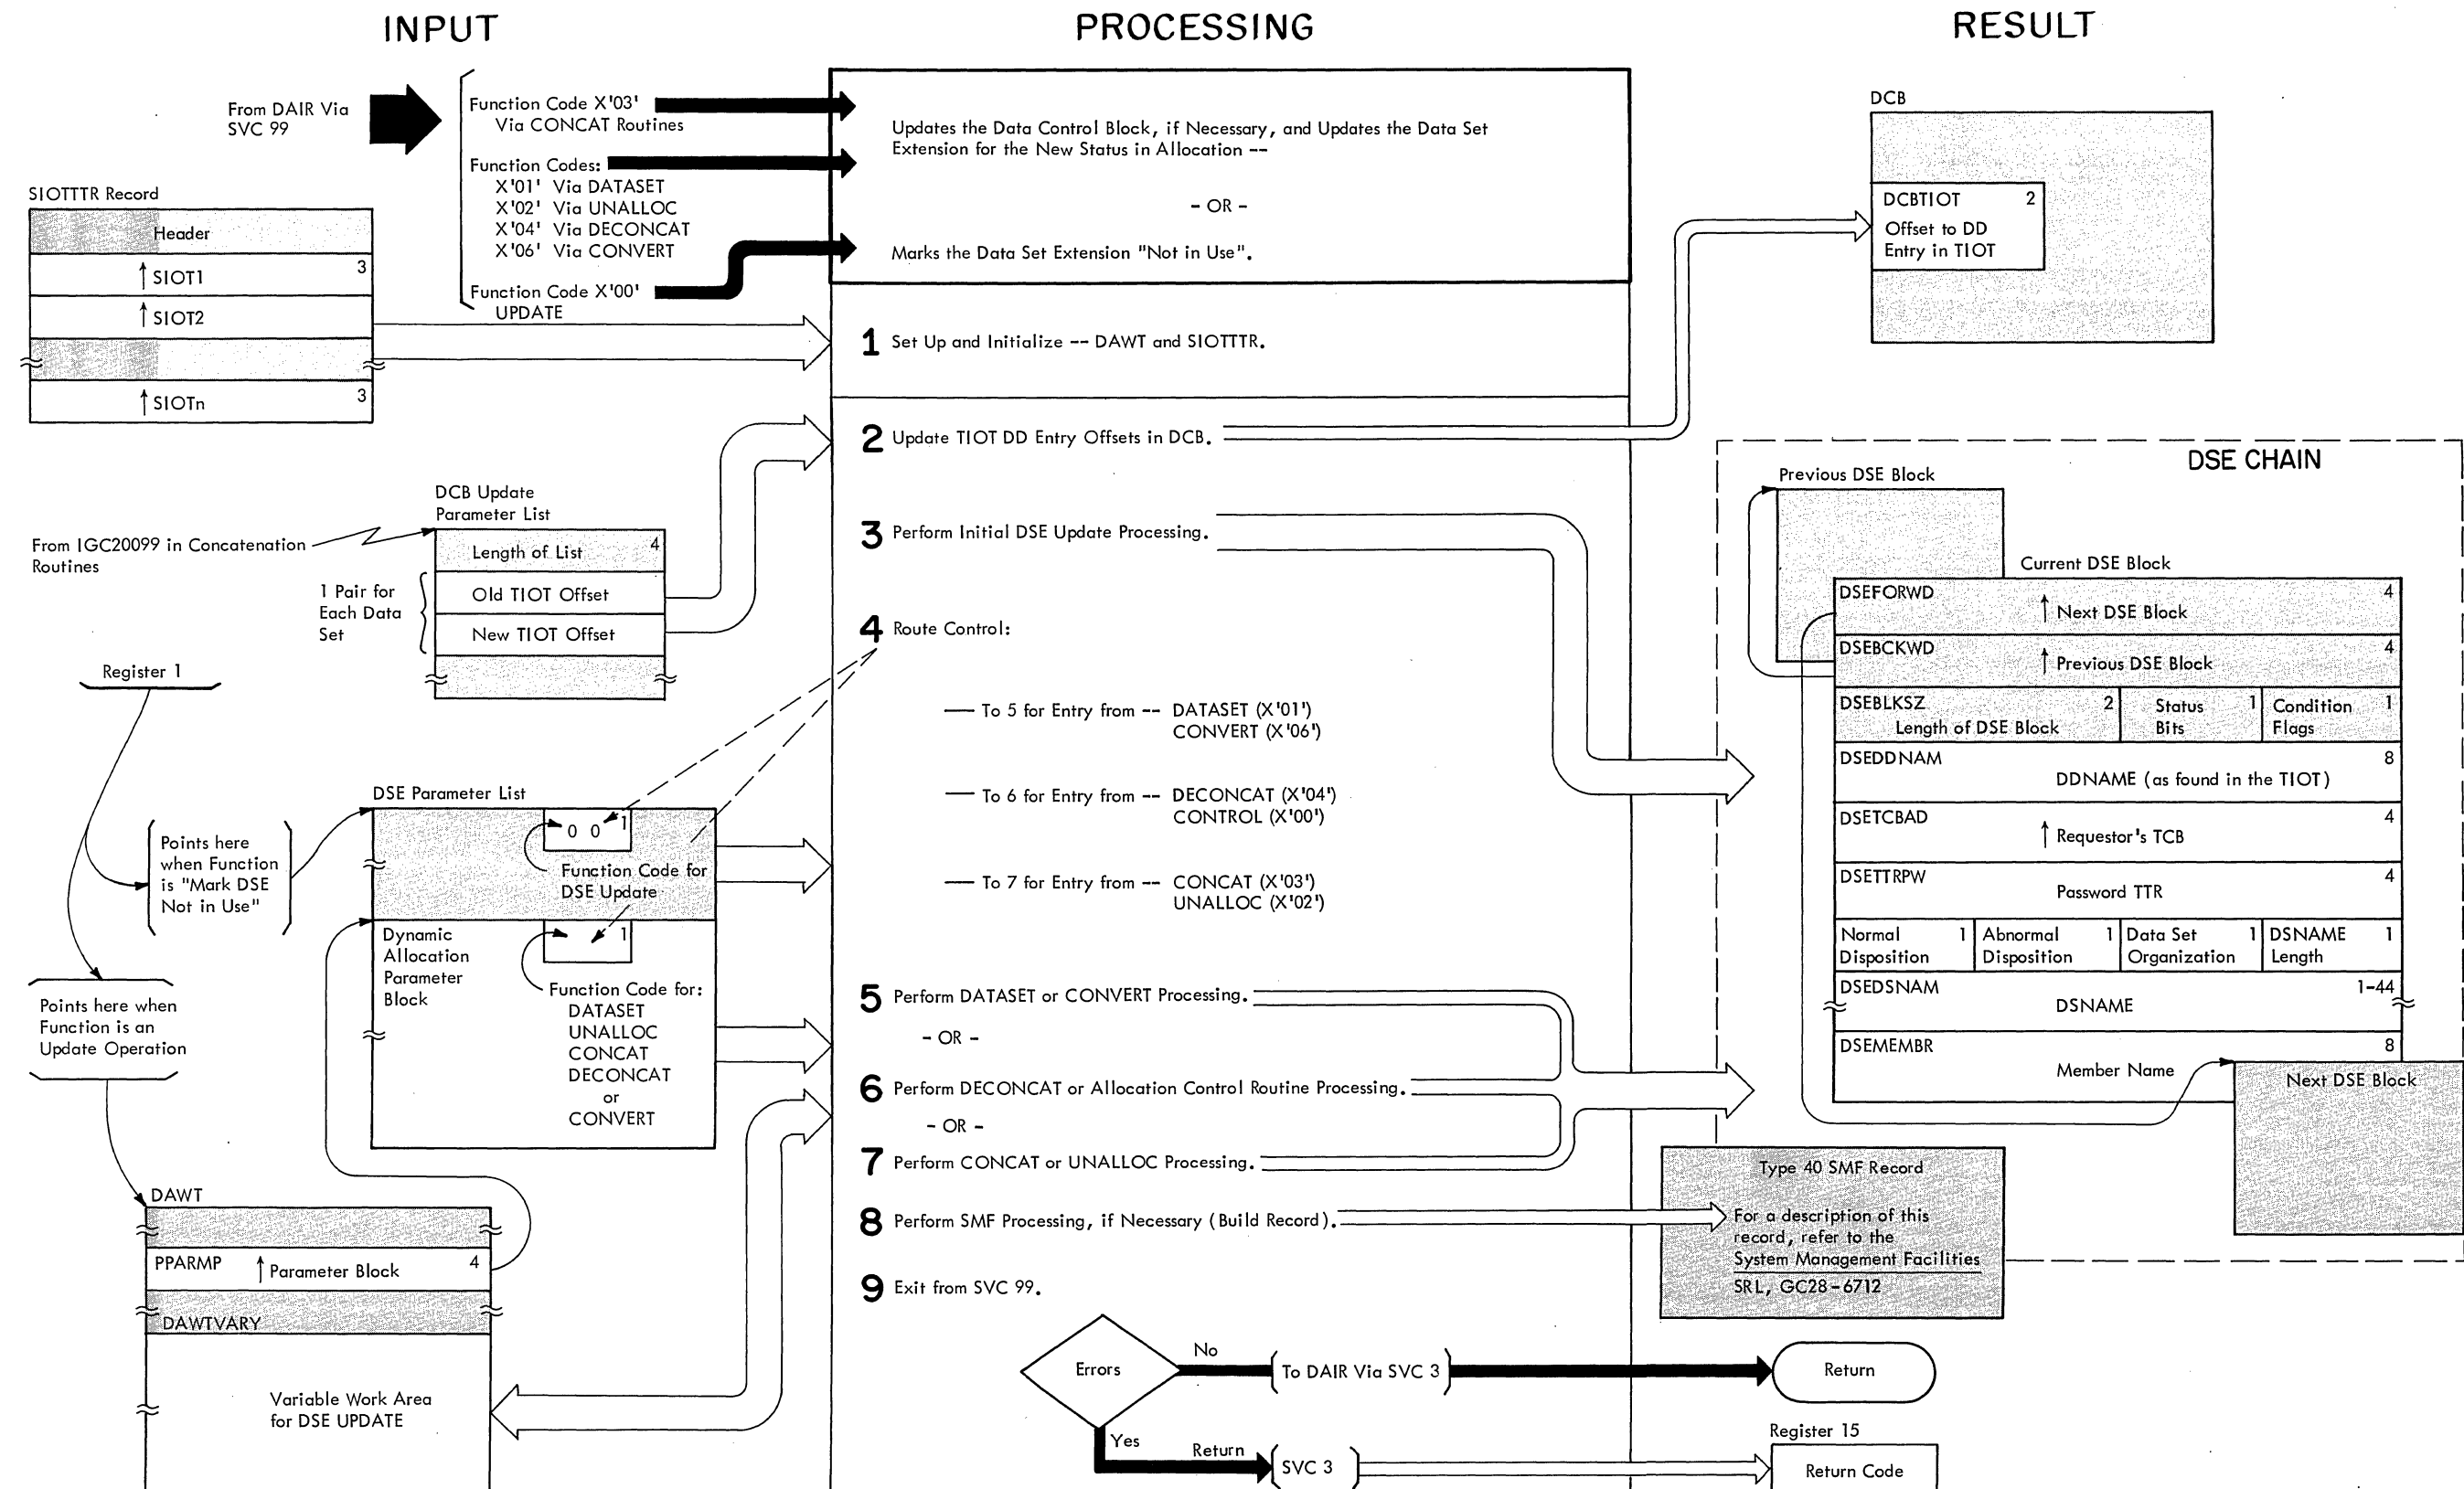 INPUT
PROCESSING
RESULT
From DAIR Via
SVC 99
Function Code X'03'
Via CONCAT Routines
Function Codes:
X'01' Via DATASET
X'02' Via UNALLOC
X'04' Via DECONCAT
X'06' Via CONVERT
Function Code X'00'
UPDATE
SIOTTTR Record
Header
↑ SIOT1 3
↑ SIOT2
↑ SIOTn 3
Updates the Data Control Block, if Necessary, and Updates the Data Set
Extension for the New Status in Allocation --
- OR -
Marks the Data Set Extension "Not in Use".
DCB
DCBTIOT 2
Offset to DD
Entry in TIOT
1 Set Up and Initialize -- DAWT and SIOTTTR.
2 Update TIOT DD Entry Offsets in DCB.
3 Perform Initial DSE Update Processing.
4 Route Control:
— To 5 for Entry from -- DATASET (X'01')
CONVERT (X'06')
— To 6 for Entry from -- DECONCAT (X'04')
CONTROL (X'00')
— To 7 for Entry from -- CONCAT (X'03')
UNALLOC (X'02')
5 Perform DATASET or CONVERT Processing.
- OR -
6 Perform DECONCAT or Allocation Control Routine Processing.
- OR -
7 Perform CONCAT or UNALLOC Processing.
8 Perform SMF Processing, if Necessary (Build Record).
9 Exit from SVC 99.
Errors
No
To DAIR Via SVC 3
Return
Yes
Return
SVC 3
Register 15
Return Code
DCB Update
Parameter List
From IGC20099 in Concatenation
Routines
Length of List 4
1 Pair for
Each Data
Set
Old TIOT Offset
New TIOT Offset
Register 1
Points here
when Function
is "Mark DSE
Not in Use"
Points here when
Function is an
Update Operation
DSE Parameter List
0 0 1
Function Code for
DSE Update
Dynamic
Allocation
Parameter
Block
1
Function Code for:
DATASET
UNALLOC
CONCAT
DECONCAT
or
CONVERT
DAWT
PPARMP ↑ Parameter Block 4
DAWTVARY
Variable Work Area
for DSE UPDATE
DSE CHAIN
Previous DSE Block
Current DSE Block
DSEFORWD 4
↑ Next DSE Block
DSEBCKWD 4
↑ Previous DSE Block
DSEBLKSZ 2
Length of DSE Block
Status 1
Bits
Condition 1
Flags
DSEDDNAM 8
DDNAME (as found in the TIOT)
DSETCBAD 4
↑ Requestor's TCB
DSETTRPW 4
Password TTR
Normal 1
Disposition
Abnormal 1
Disposition
Data Set 1
Organization
DSNAME 1
Length
DSEDSNAM 1-44
DSNAME
DSEMEMBR 8
Member Name
Next DSE Block
Type 40 SMF Record
For a description of this
record, refer to the
System Management Facilities
SRL, GC28-6712